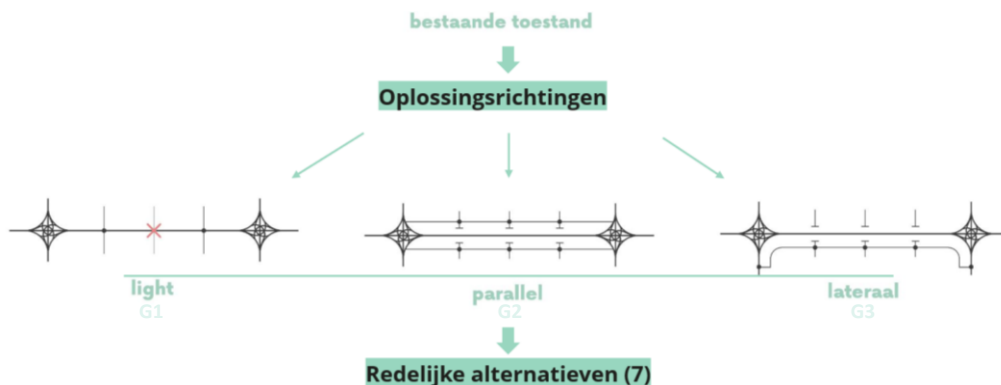 bestaande toestand
Oplossingsrichtingen
light
G1
parallel
G2
lateraal
G3
Redelijke alternatieven (7)